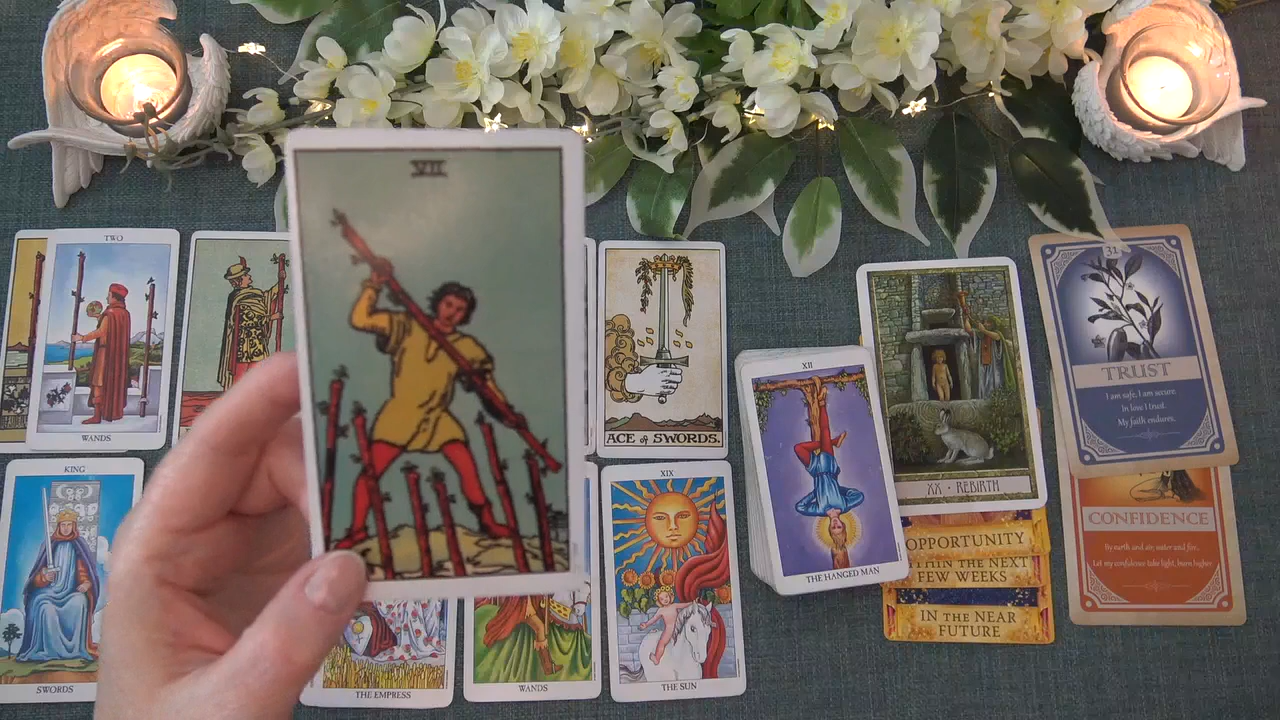 VII
TWO
WANDS
KING
SWORDS
THE EMPRESS
WANDS
ACE of SWORDS.
XIX
THE SUN
XII
THE HANGED MAN
XX • REBIRTH
OPPORTUNITY
WITHIN THE NEXT
FEW WEEKS
IN THE NEAR
FUTURE
31
TRUST
I am safe, I am secure.
In love I trust.
My faith endures.
CONFIDENCE
By earth and air, water and fire,
Let my confidence take light, burn higher.